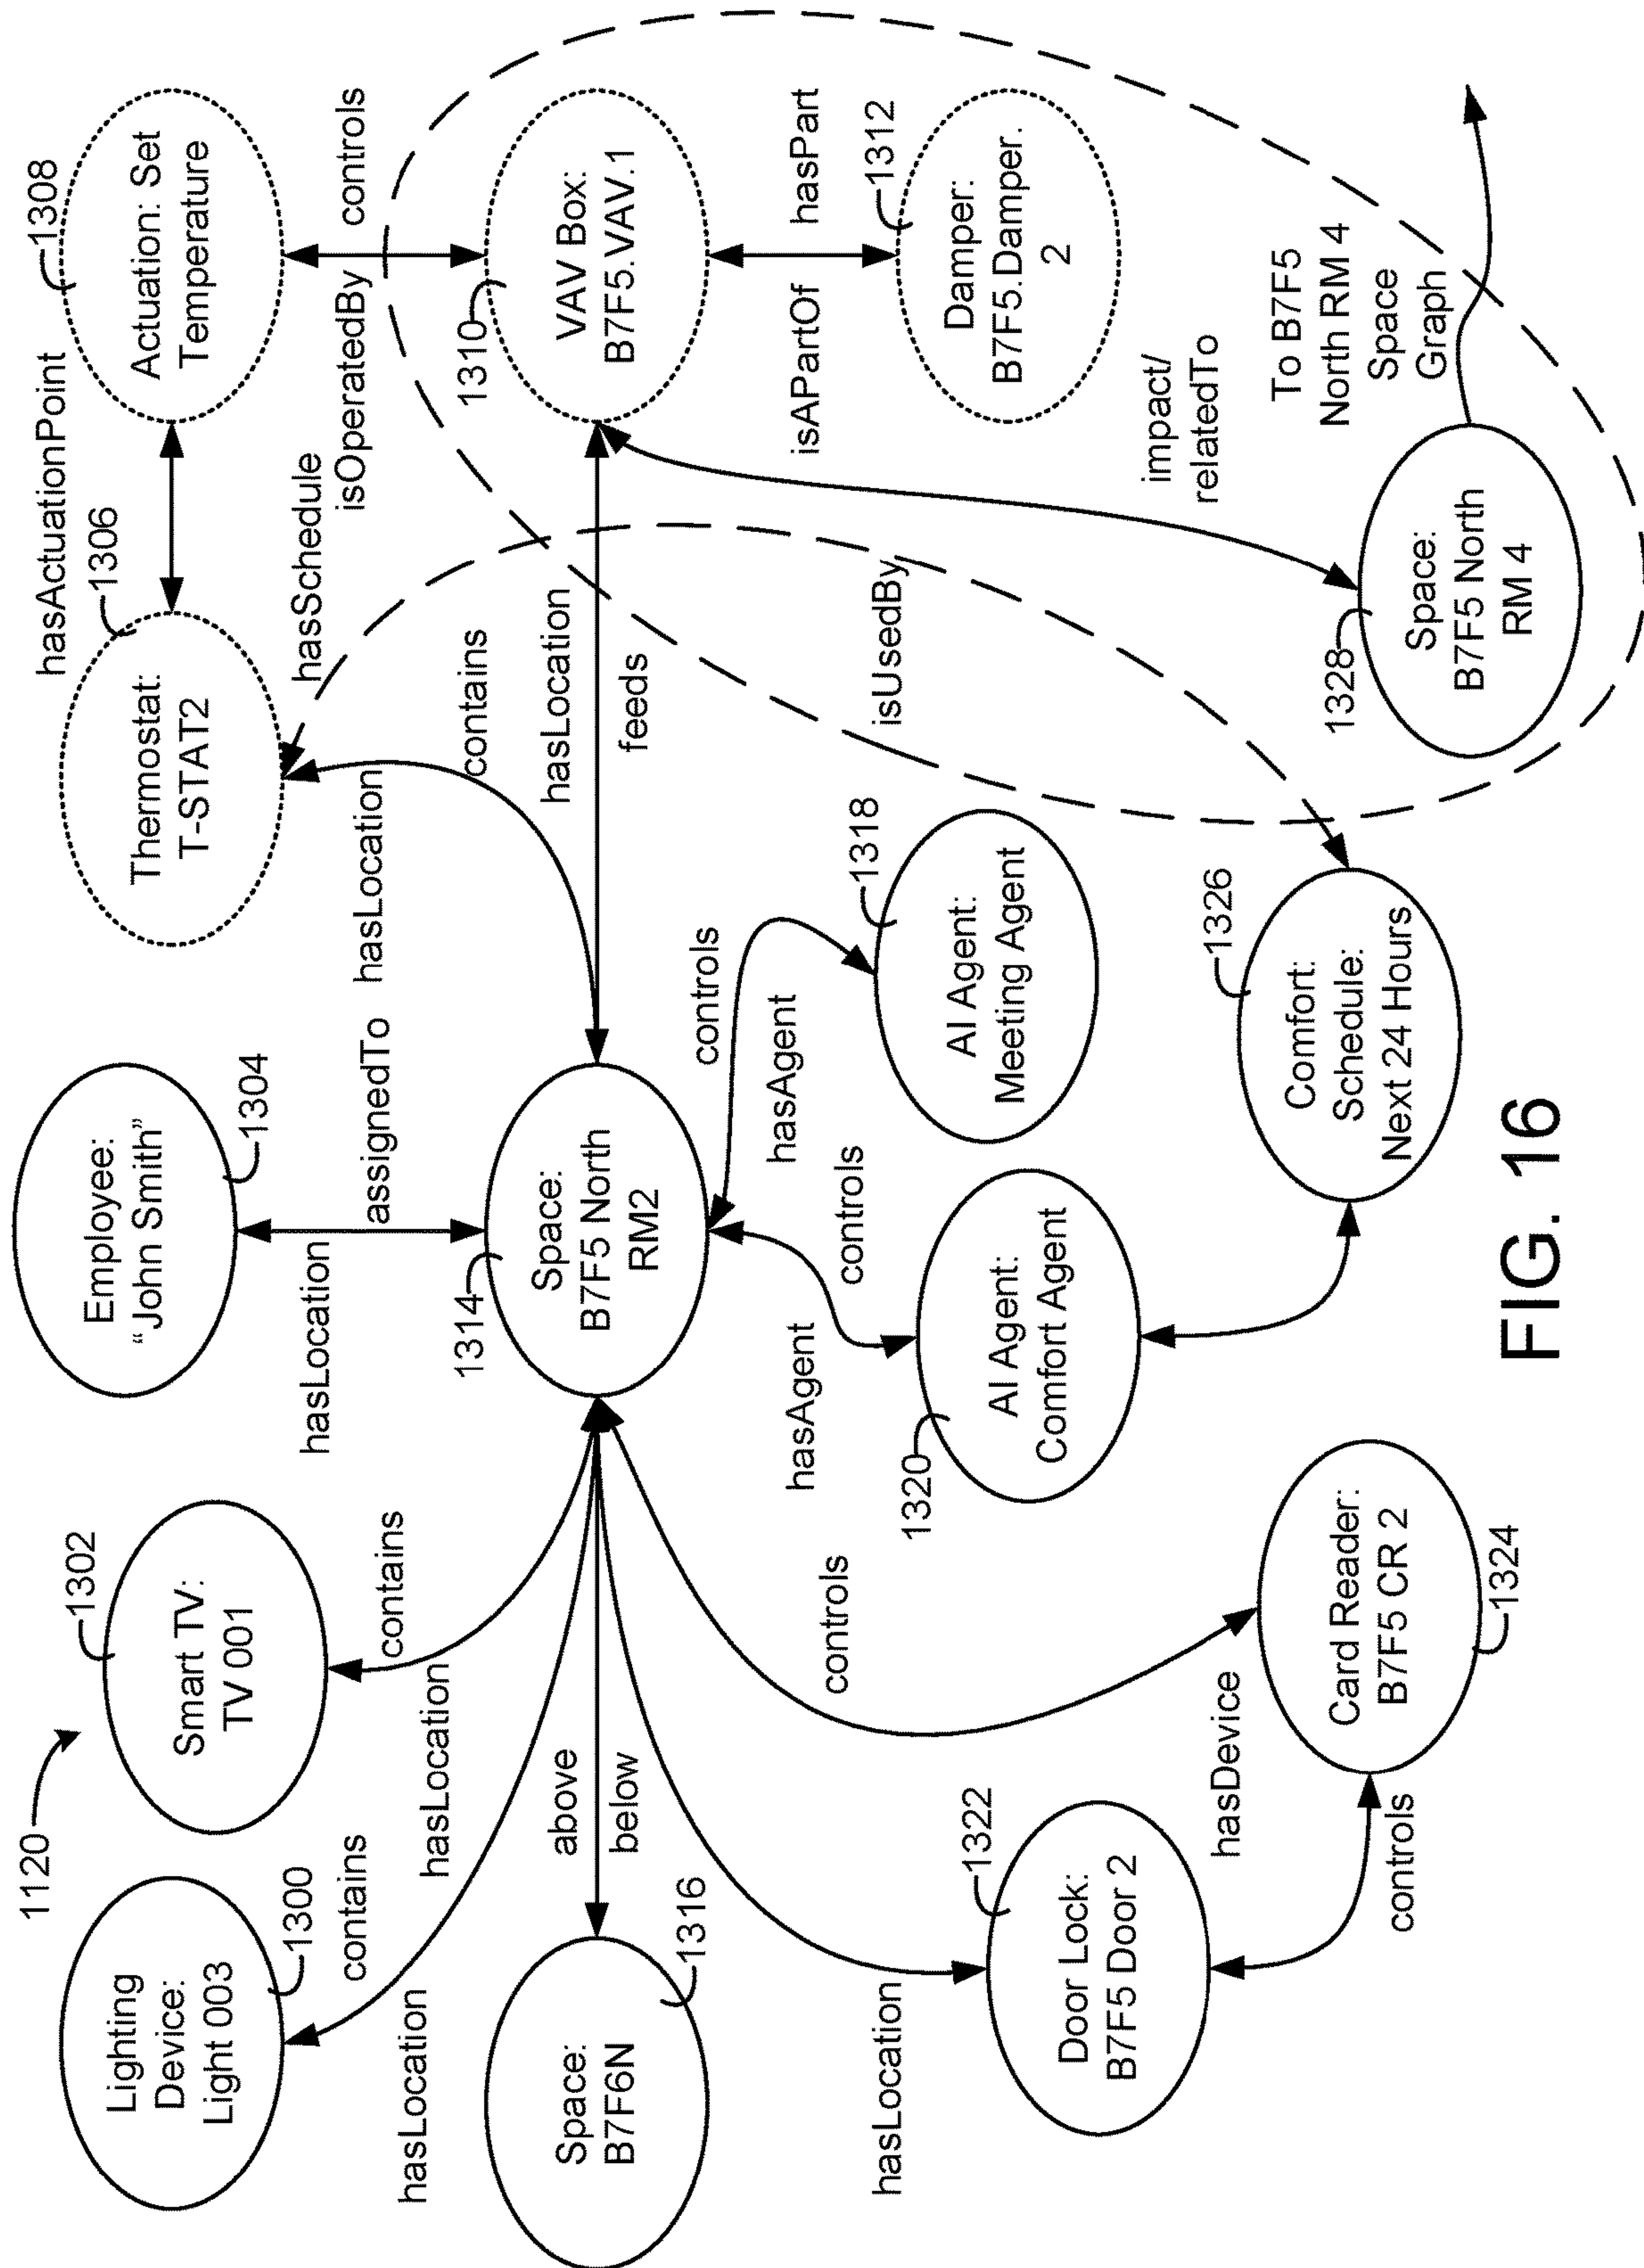 1120
Lighting
Device:
Light 003
1300
contains
hasLocation
Smart TV:
TV 001
1302
contains
hasLocation
Employee:
“John Smith”
1304
hasLocation
assignedTo
Thermostat:
T-STAT2
1306
hasActuationPoint
Actuation: Set
Temperature
1308
hasLocation
contains
hasSchedule
isOperatedBy
controls
Space:
B7F6N
1316
above
below
1314
Space:
B7F5 North
RM2
hasLocation
feeds
1310
VAV Box:
B7F5.VAV.1
isAPartOf
hasPart
hasLocation
1322
Door Lock:
B7F5 Door 2
controls
hasDevice
Card Reader:
B7F5 CR 2
1324
controls
hasAgent
controls
1320
AI Agent:
Comfort Agent
controls
hasAgent
1318
AI Agent:
Meeting Agent
isUsedBy
1326
Comfort:
Schedule:
Next 24 Hours
1312
Damper:
B7F5.Damper.
2
impact/
relatedTo
1328
Space:
B7F5 North
RM 4
To B7F5
North RM 4
Space
Graph
FIG. 16